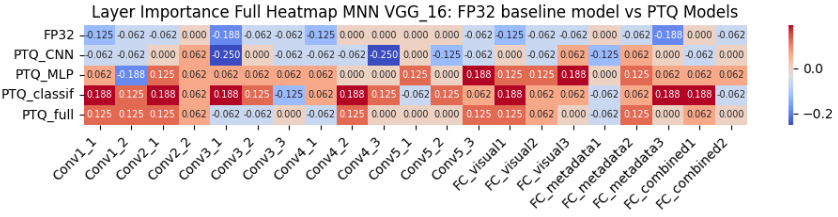 Layer Importance Full Heatmap MNN VGG_16: FP32 baseline model vs PTQ Models
FP32 -0.125 -0.062 -0.062 0.000 -0.188 -0.062 -0.062 -0.125 0.000 0.000 0.000 0.000 -0.062 -0.125 -0.062 -0.062 0.000 -0.062 -0.188 0.000 -0.062
PTQ_CNN -0.062 -0.062 0.000 0.062 -0.250 0.000 -0.062 -0.062 -0.062 -0.250 0.000 -0.125 0.000 -0.062 0.000 0.062 -0.125 0.062 0.000 -0.062 0.000
PTQ_MLP 0.062 -0.188 0.125 0.062 0.062 0.062 0.062 0.062 0.000 0.000 0.125 0.000 0.188 0.125 0.125 0.188 0.000 0.125 0.062 0.062 0.062
PTQ_classif 0.188 0.125 0.188 0.062 0.188 0.125 -0.125 0.062 0.188 0.125 -0.062 0.125 0.062 0.188 0.062 0.062 -0.062 0.062 0.188 0.188 -0.062
PTQ_full 0.125 0.125 0.125 0.062 -0.062 -0.062 0.000 -0.062 0.125 0.000 0.000 0.000 0.125 0.125 0.062 0.000 -0.062 0.125 0.000 0.062 0.000
Conv1_1
Conv1_2
Conv2_1
Conv2_2
Conv3_1
Conv3_2
Conv3_3
Conv4_1
Conv4_2
Conv4_3
Conv5_1
Conv5_2
Conv5_3
FC_visual1
FC_visual2
FC_visual3
FC_metadata1
FC_metadata2
FC_metadata3
FC_combined1
FC_combined2
0.0
−0.2